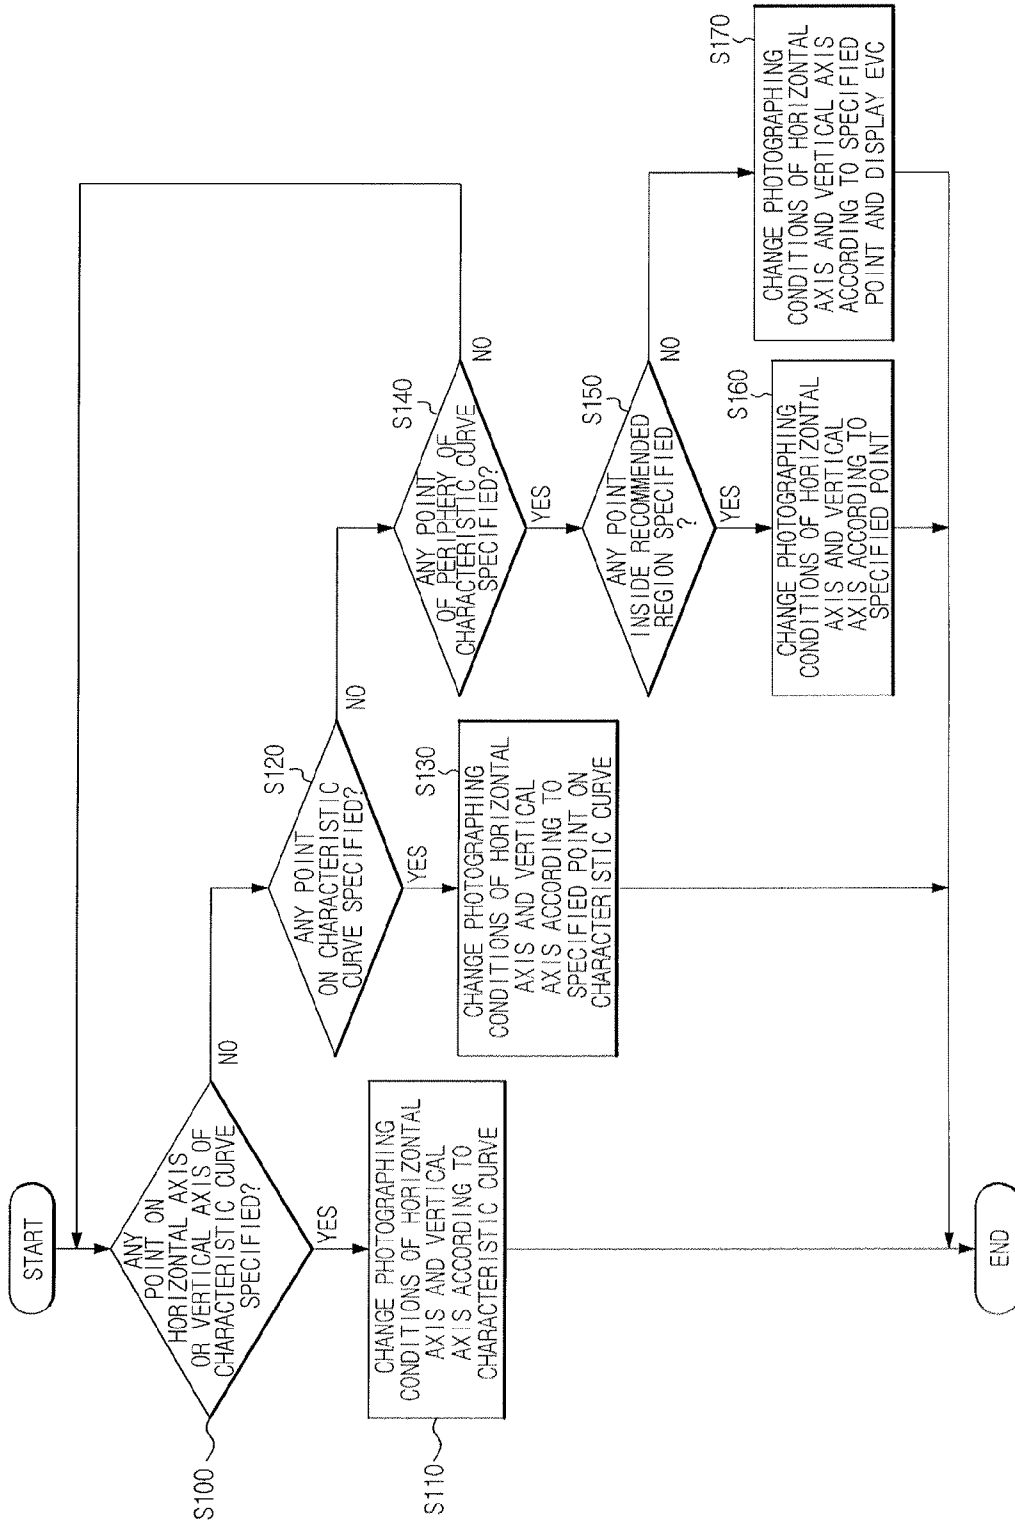 START
ANY
POINT ON
HORIZONTAL AXIS
OR VERTICAL AXIS OF
CHARACTERISTIC CURVE
SPECIFIED?
S100
NO
YES
CHANGE PHOTOGRAPHING
CONDITIONS OF HORIZONTAL
AXIS AND VERTICAL
AXIS ACCORDING TO
CHARACTERISTIC CURVE
S110
ANY POINT
ON CHARACTERISTIC
CURVE SPECIFIED?
S120
NO
YES
CHANGE PHOTOGRAPHING
CONDITIONS OF HORIZONTAL
AXIS AND VERTICAL
AXIS ACCORDING TO
SPECIFIED POINT ON
CHARACTERISTIC CURVE
S130
ANY POINT
OF PERIPHERY OF
CHARACTERISTIC CURVE
SPECIFIED?
S140
NO
YES
ANY POINT
INSIDE RECOMMENDED
REGION SPECIFIED
?
S150
NO
YES
CHANGE PHOTOGRAPHING
CONDITIONS OF HORIZONTAL
AXIS AND VERTICAL
AXIS ACCORDING TO
SPECIFIED POINT
S160
CHANGE PHOTOGRAPHING
CONDITIONS OF HORIZONTAL
AXIS AND VERTICAL AXIS
ACCORDING TO SPECIFIED
POINT AND DISPLAY EVC
S170
END